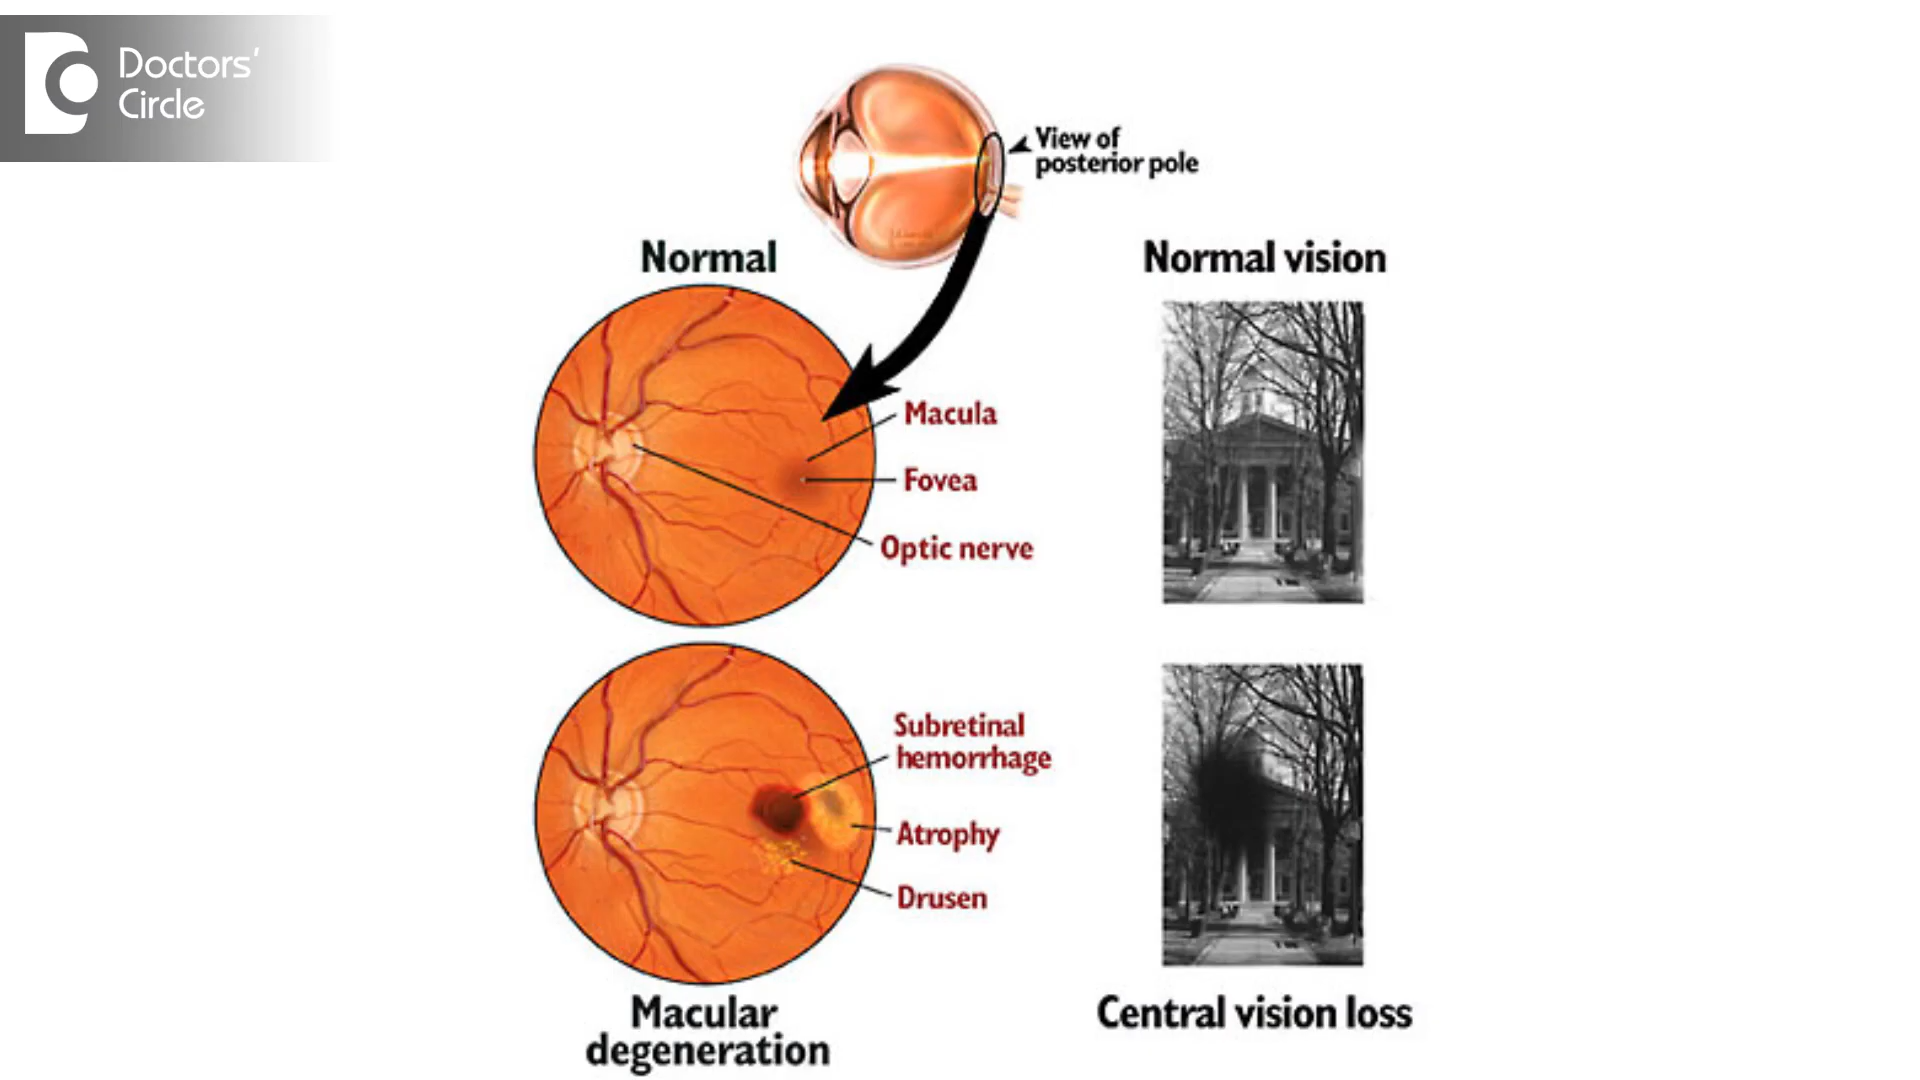 Doctors'
Circle
View of
posterior pole
Normal
Normal vision
Macula
Fovea
Optic nerve
Subretinal
hemorrhage
Atrophy
Drusen
Macular
degeneration
Central vision loss